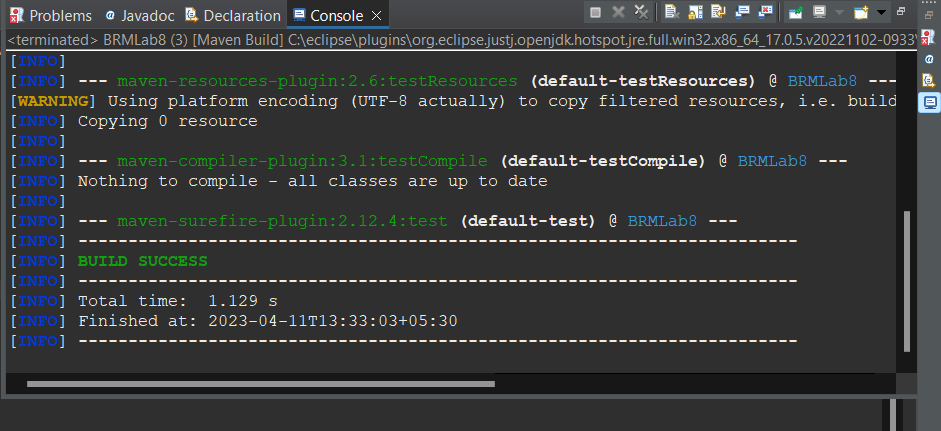 Problems @ Javadoc Declaration Console
<terminated> BRMLab8 (3) [Maven Build] C:\eclipse\plugins\org.eclipse.justj.openjdk.hotspot.jre.full.win32.x86_64_17.0.5.v20221102-0933\
[INFO]
[INFO] --- maven-resources-plugin:2.6:testResources (default-testResources) @ BRMLab8 ---
[WARNING] Using platform encoding (UTF-8 actually) to copy filtered resources, i.e. build
[INFO] Copying 0 resource
[INFO]
[INFO] --- maven-compiler-plugin:3.1:testCompile (default-testCompile) @ BRMLab8 ---
[INFO] Nothing to compile - all classes are up to date
[INFO]
[INFO] --- maven-surefire-plugin:2.12.4:test (default-test) @ BRMLab8 ---
[INFO] ------------------------------------------------------------------------
[INFO] BUILD SUCCESS
[INFO] ------------------------------------------------------------------------
[INFO] Total time:  1.129 s
[INFO] Finished at: 2023-04-11T13:33:03+05:30
[INFO] ------------------------------------------------------------------------